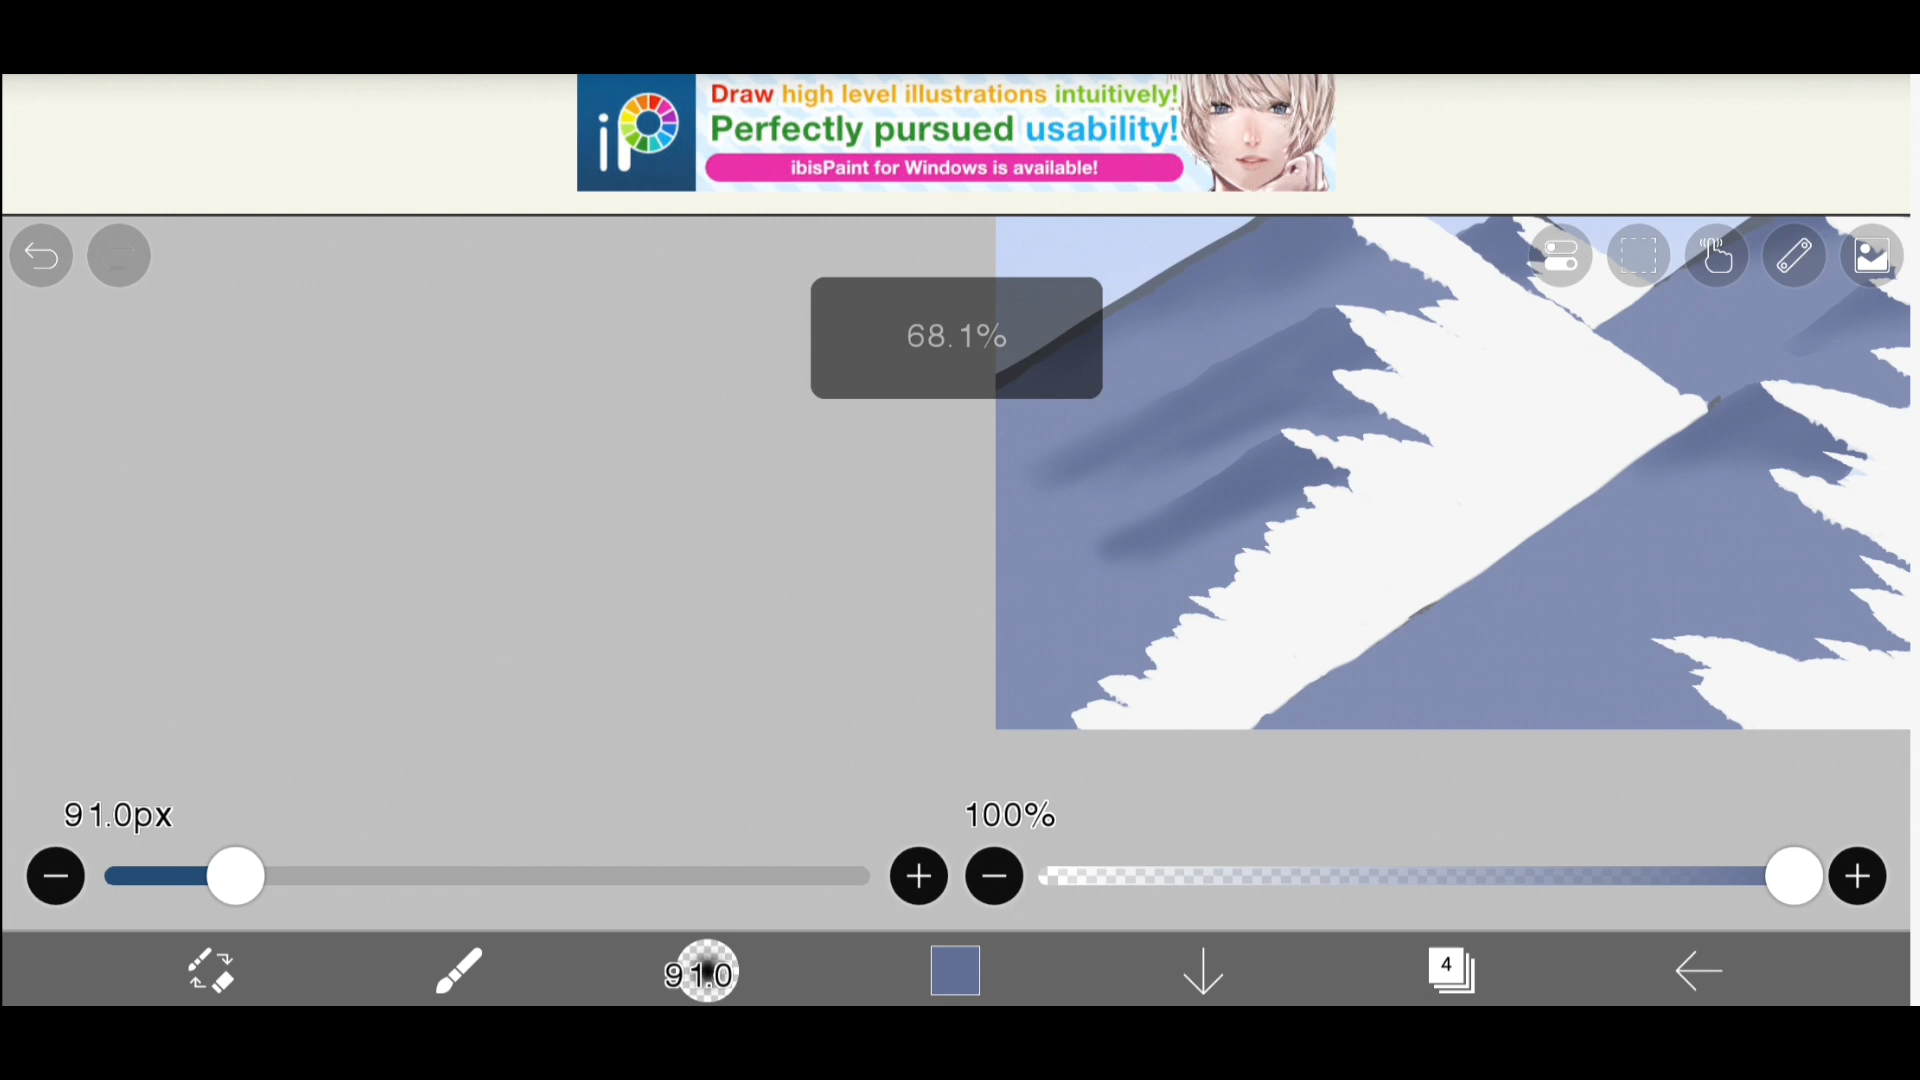 iP
Draw high level illustrations intuitively!
Perfectly pursued usability!
ibisPaint for Windows is available!
68.1%
91.0px
100%
91.0
4